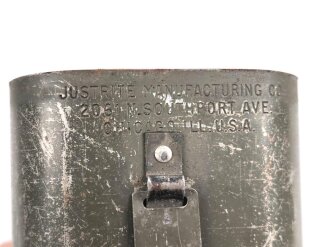 JUSTRITE MANUFACTURING CO.
2061 N. SOUTHPORT AVE.
CHICAGO ILL. U.S.A.